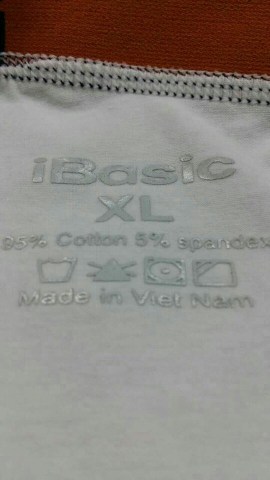 iBasic
XL
95% Cotton 5% spandex
Made in Viet Nam